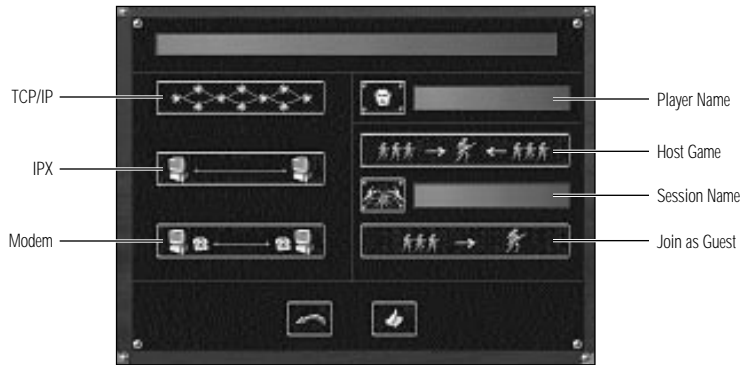 TCP/IP
IPX
Modem
Player Name
Host Game
Session Name
Join as Guest